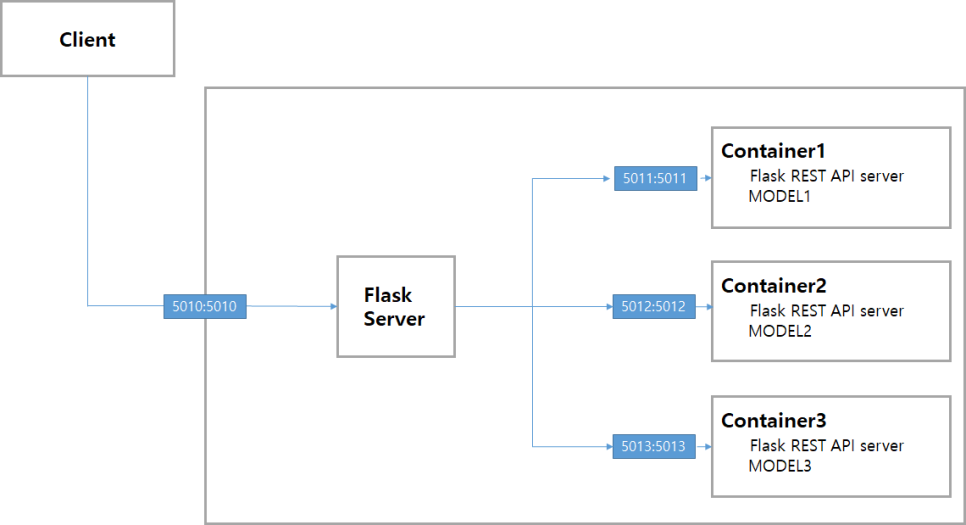 Client
5010:5010
Flask
Server
5011:5011
Container1
Flask REST API server
MODEL1
5012:5012
Container2
Flask REST API server
MODEL2
5013:5013
Container3
Flask REST API server
MODEL3